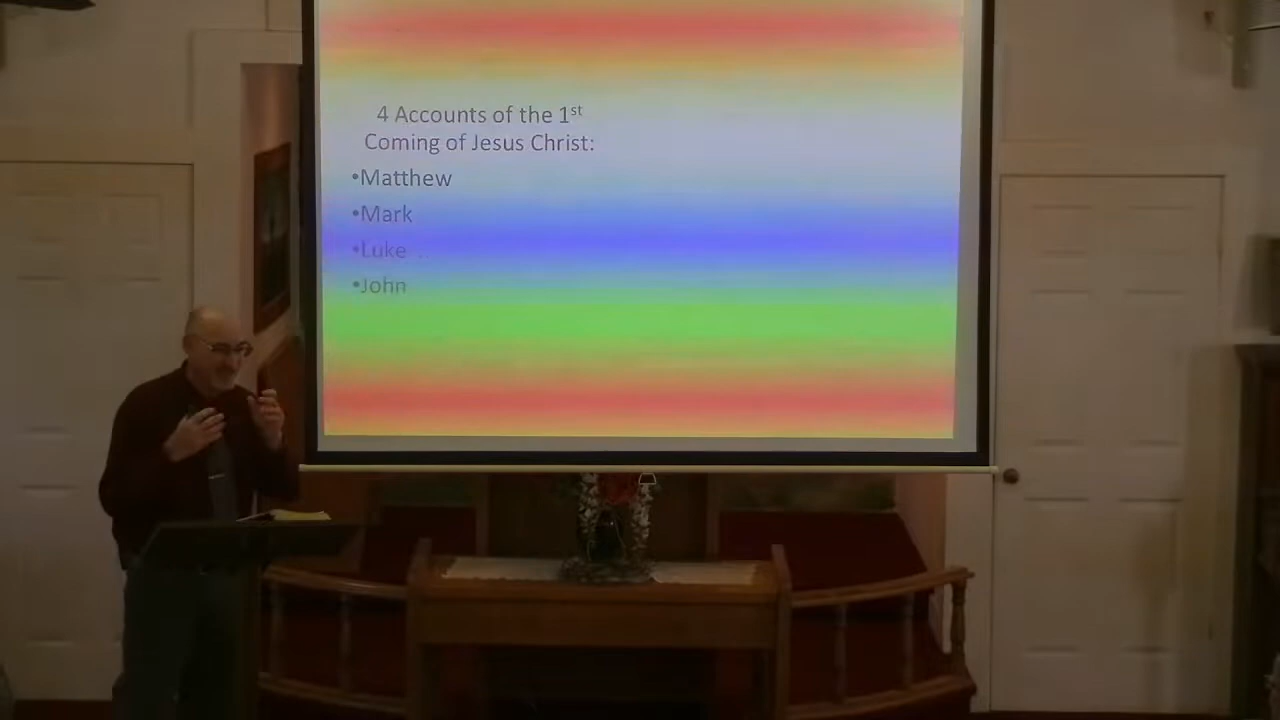 4 Accounts of the 1st
Coming of Jesus Christ:
•Matthew
•Mark
•Luke
•John